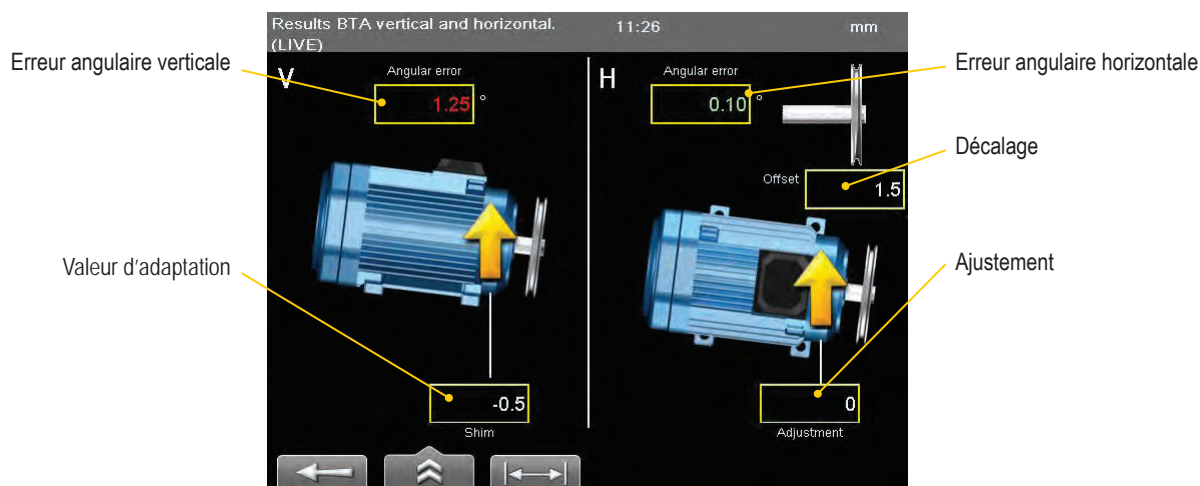 Results BTA vertical and horizontal.
(LIVE)
11:26
mm
Erreur angulaire verticale
V
Angular error
1.25 °
H
Angular error
0.10 °
Erreur angulaire horizontale
Décalage
Offset
1.5
Valeur d’adaptation
-0.5
Shim
Ajustement
0
Adjustment